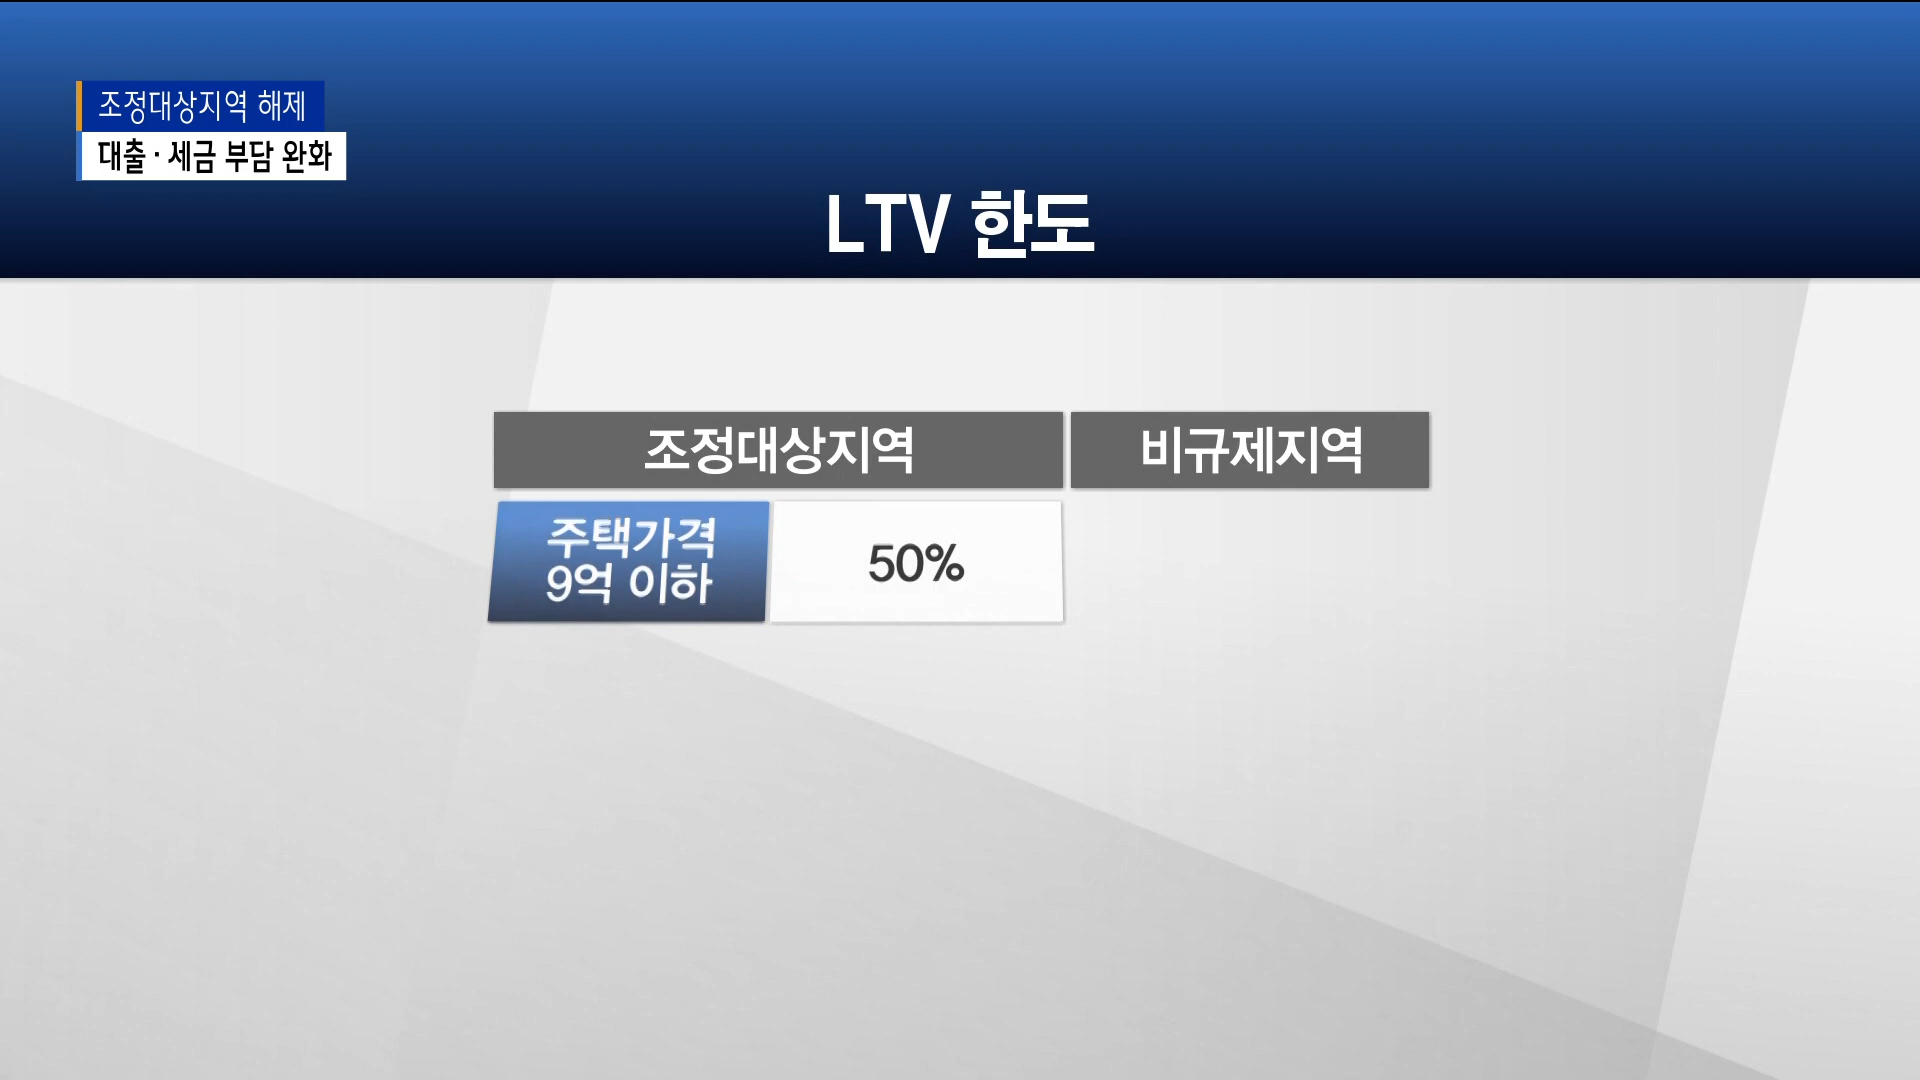 조정대상지역 해제
대출·세금 부담 완화
LTV 한도
조정대상지역
비규제지역
주택가격
9억 이하
50%